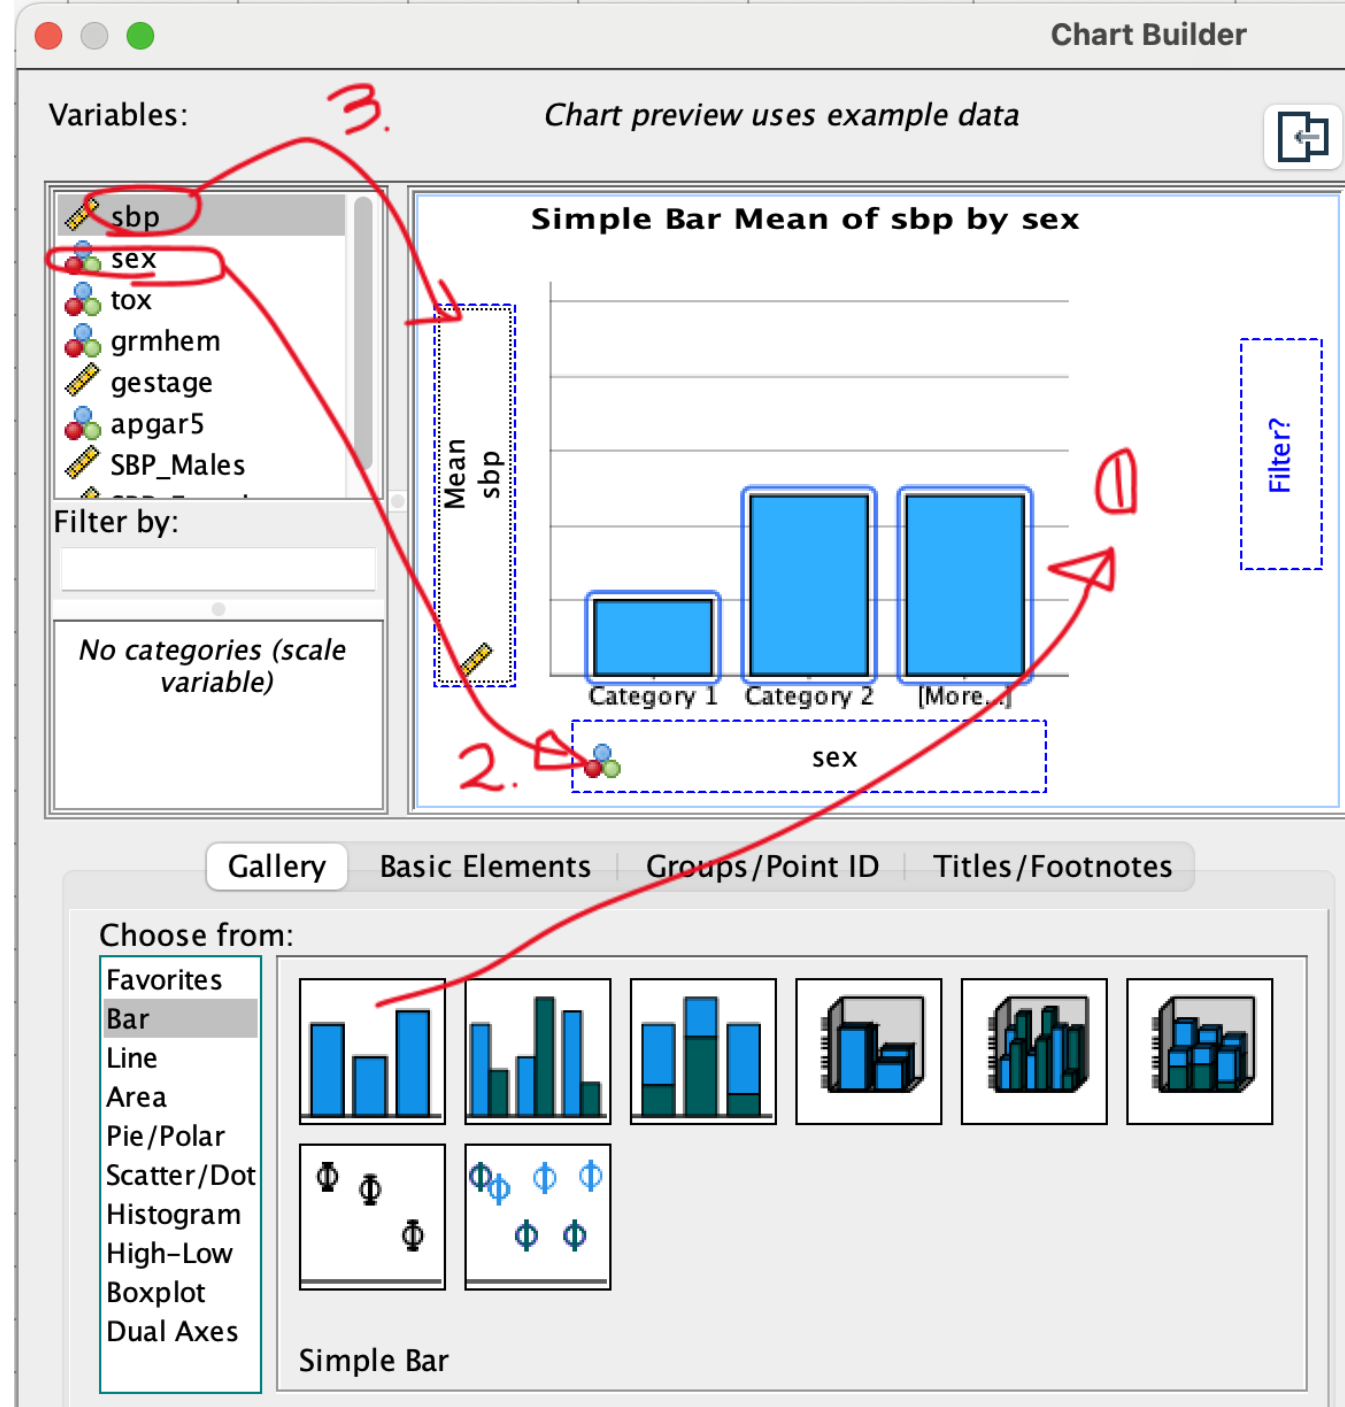 Chart Builder
Variables:
3.
Chart preview uses example data
sbp
sex
tox
grmhem
gestage
apgar5
SBP_Males
Filter by:
No categories (scale
variable)
Simple Bar Mean of sbp by sex
Mean
sbp
Filter?
1
Category 1
Category 2
[More...]
2.
sex
Gallery
Basic Elements
Groups/Point ID
Titles/Footnotes
Choose from:
Favorites
Bar
Line
Area
Pie/Polar
Scatter/Dot
Histogram
High-Low
Boxplot
Dual Axes
Simple Bar